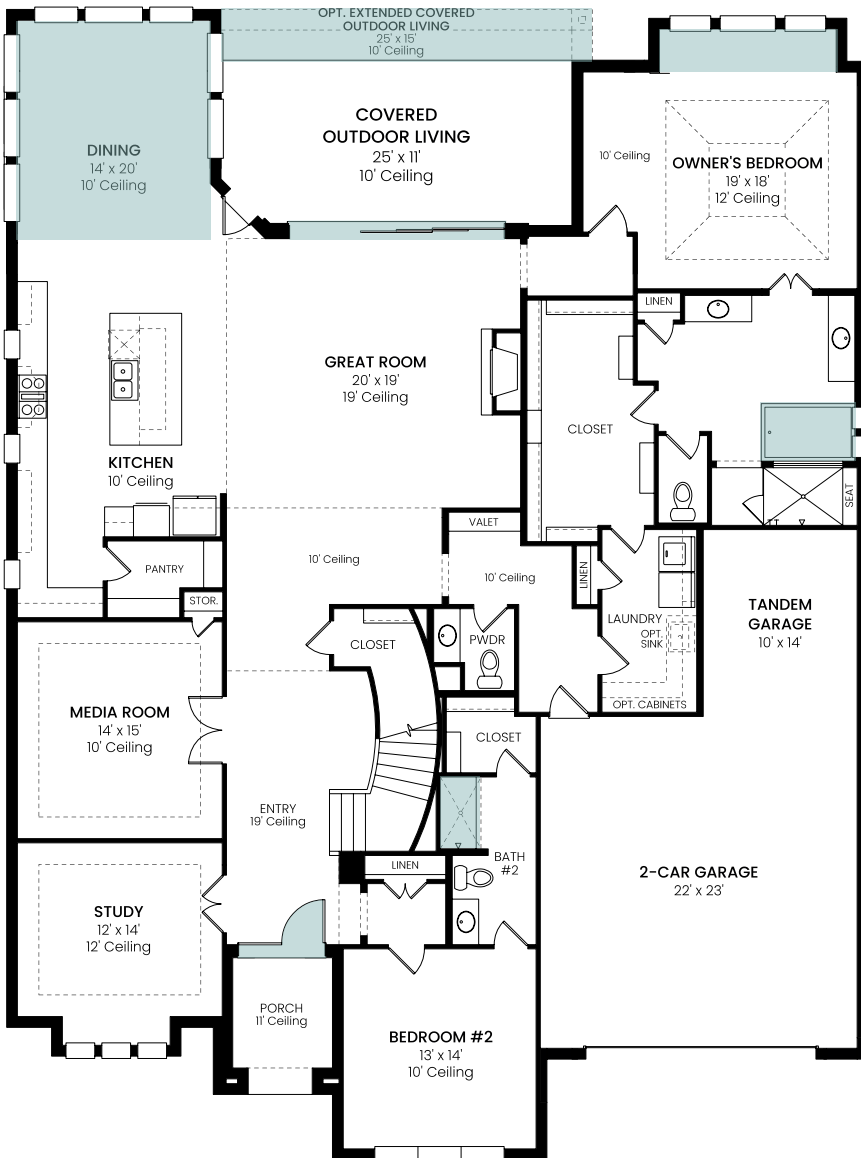 OPT. EXTENDED COVERED
OUTDOOR LIVING
25' x 15'
10' Ceiling
COVERED
OUTDOOR LIVING
25' x 11'
10' Ceiling
DINING
14' x 20'
10' Ceiling
10' Ceiling
OWNER'S BEDROOM
19' x 18'
12' Ceiling
LINEN
GREAT ROOM
20' x 19'
19' Ceiling
CLOSET
KITCHEN
10' Ceiling
SEAT
VALET
PANTRY
10' Ceiling
10' Ceiling
LINEN
STOR.
LAUNDRY
OPT.
SINK
TANDEM
GARAGE
10' x 14'
CLOSET
PWDR
OPT. CABINETS
MEDIA ROOM
14' x 15'
10' Ceiling
CLOSET
ENTRY
19' Ceiling
BATH
#2
LINEN
2-CAR GARAGE
22' x 23'
STUDY
12' x 14'
12' Ceiling
PORCH
11' Ceiling
BEDROOM #2
13' x 14'
10' Ceiling